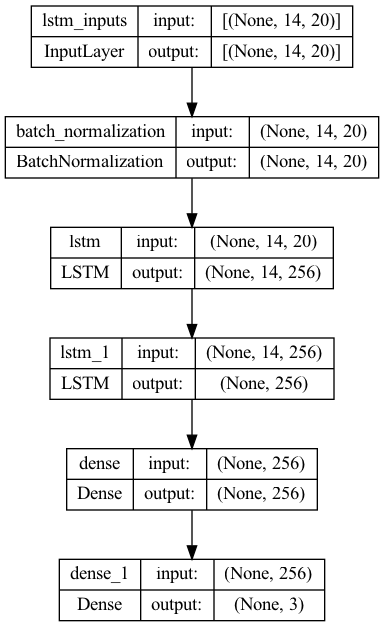 lstm_inputs input: [(None, 14, 20)]
InputLayer output: [(None, 14, 20)]
batch_normalization input: (None, 14, 20)
BatchNormalization output: (None, 14, 20)
lstm input: (None, 14, 20)
LSTM output: (None, 14, 256)
lstm_1 input: (None, 14, 256)
LSTM output: (None, 256)
dense input: (None, 256)
Dense output: (None, 256)
dense_1 input: (None, 256)
Dense output: (None, 3)